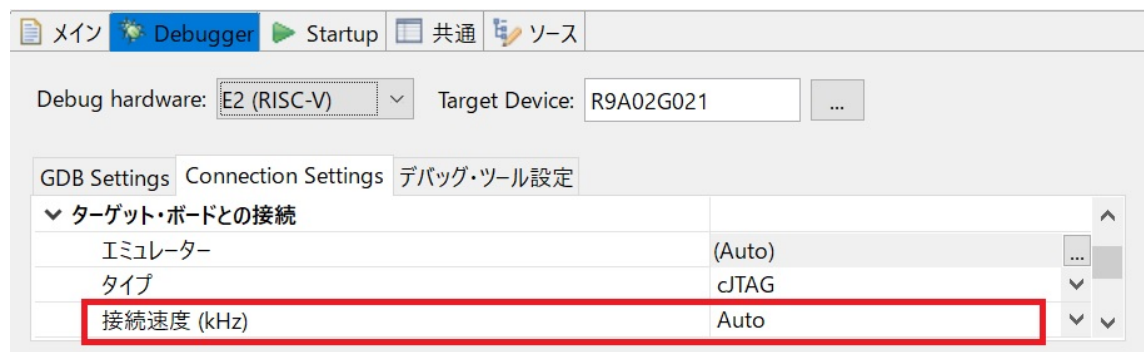 メイン Debugger Startup 共通 ソース
Debug hardware: E2 (RISC-V) Target Device: R9A02G021 ...
GDB Settings Connection Settings デバッグ・ツール設定
ターゲット・ボードとの接続
エミュレーター (Auto) ...
タイプ cJTAG
接続速度 (kHz) Auto